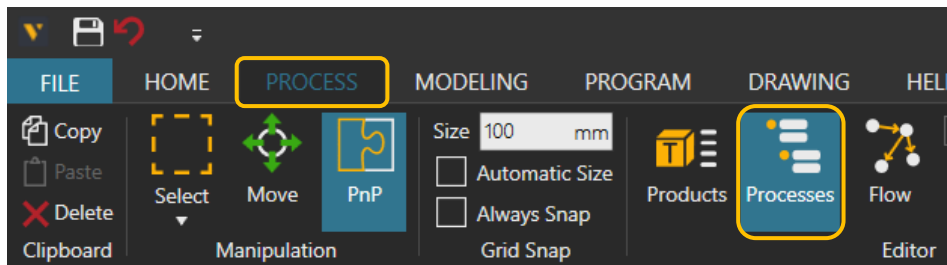 FILE HOME PROCESS MODELING PROGRAM DRAWING HEL
Copy
Paste
Delete
Clipboard
Select
Move
PnP
Manipulation
Size 100 mm
Automatic Size
Always Snap
Grid Snap
Products
Processes
Flow
Editor